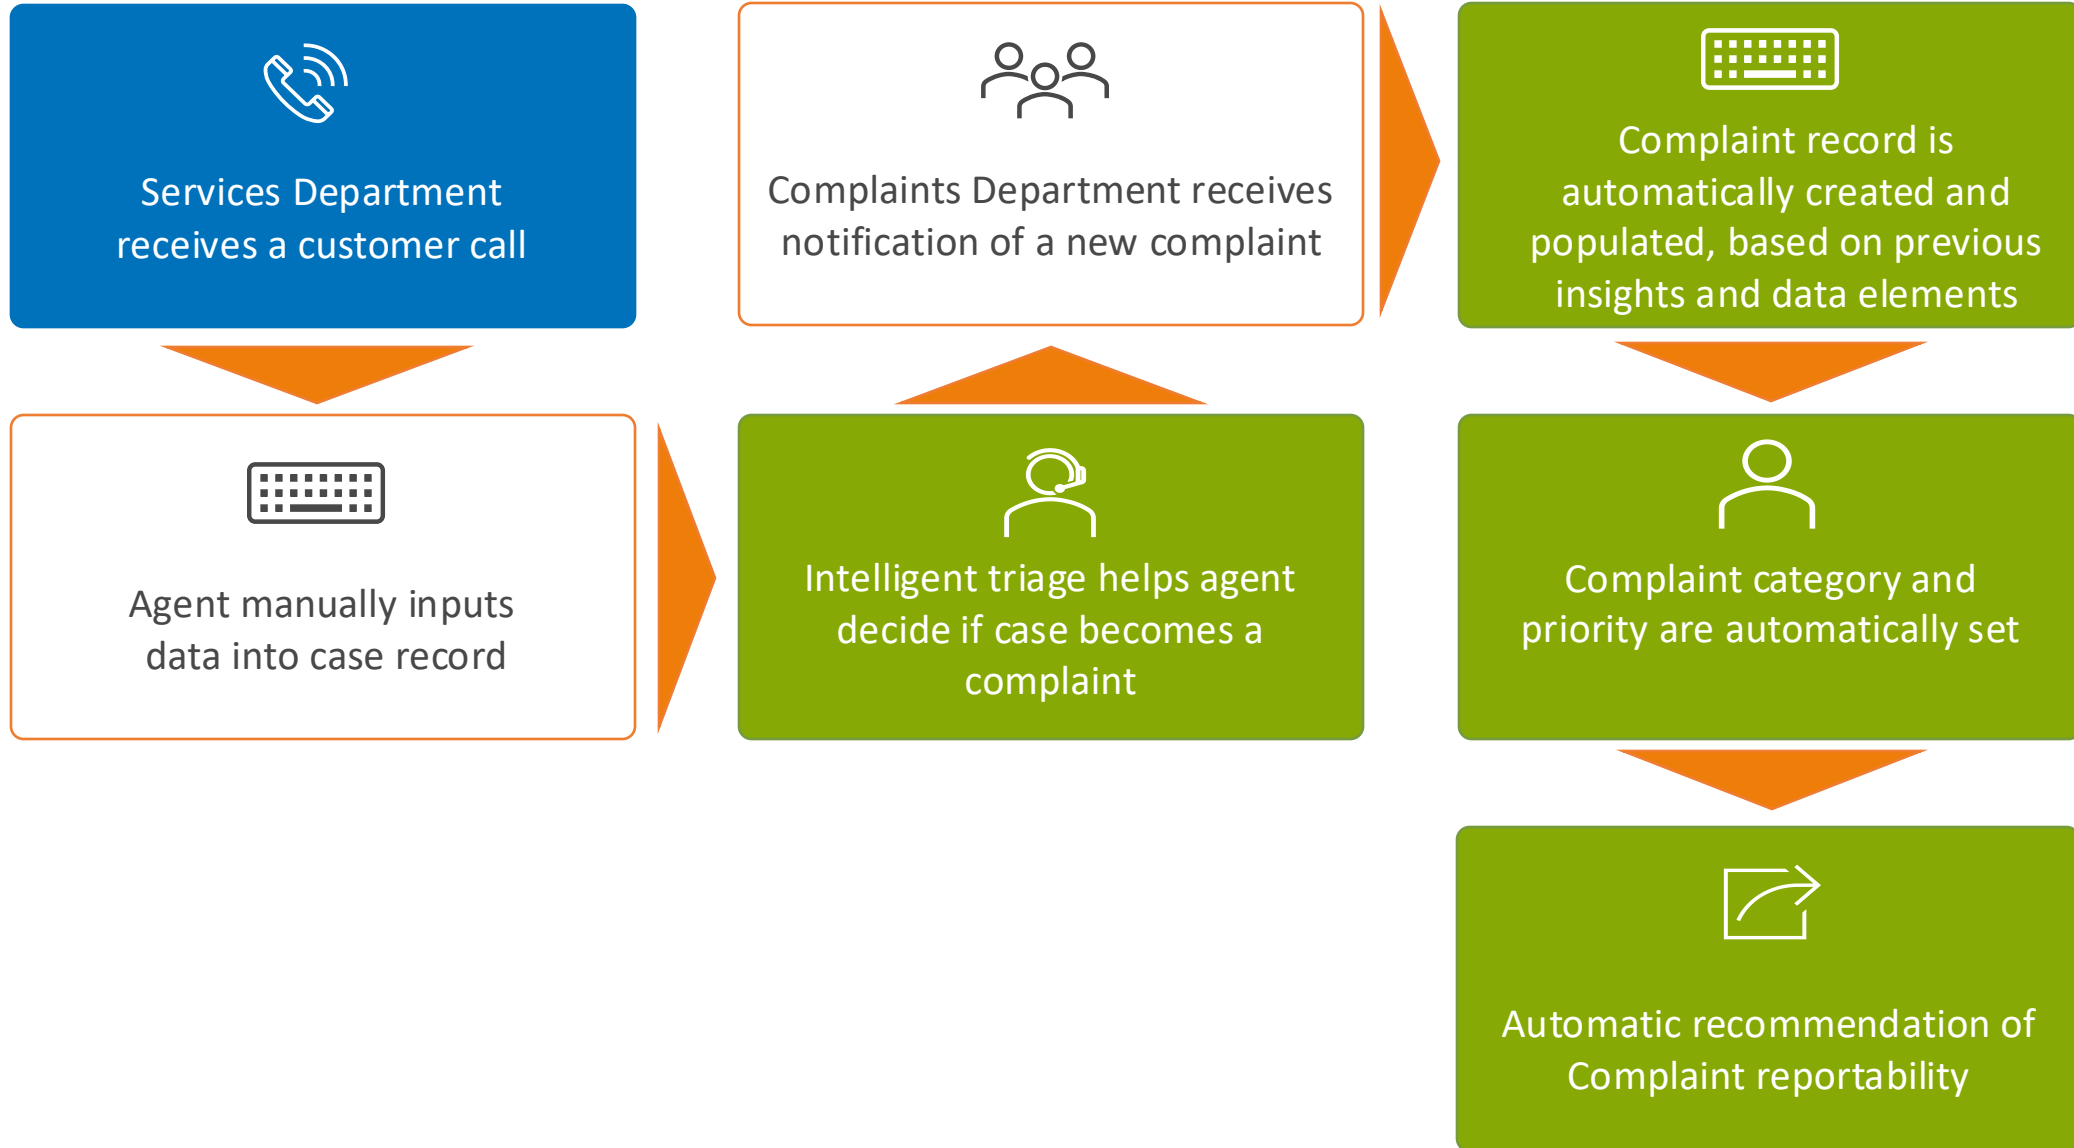 Services Department
receives a customer call
Agent manually inputs
data into case record
Intelligent triage helps agent
decide if case becomes a
complaint
Complaints Department receives
notification of a new complaint
Complaint record is
automatically created and
populated, based on previous
insights and data elements
Complaint category and
priority are automatically set
Automatic recommendation of
Complaint reportability